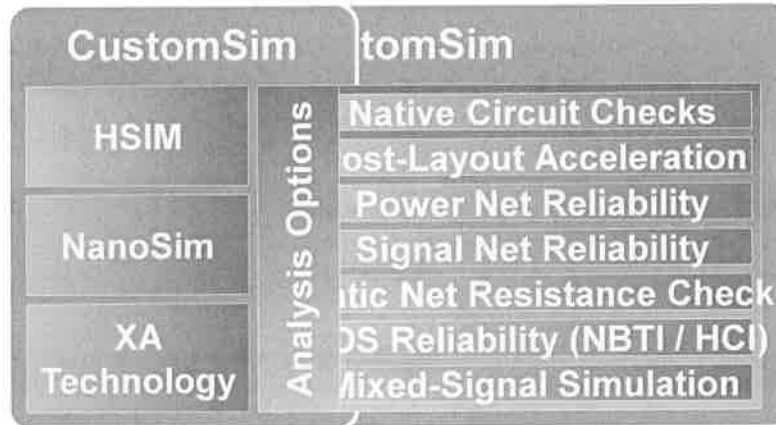 CustomSim
tomSim
HSIM
NanoSim
XA
Technology
Analysis Options
Native Circuit Checks
ost-Layout Acceleration
Power Net Reliability
Signal Net Reliability
tic Net Resistance Check
OS Reliability (NBTI / HCI)
Mixed-Signal Simulation